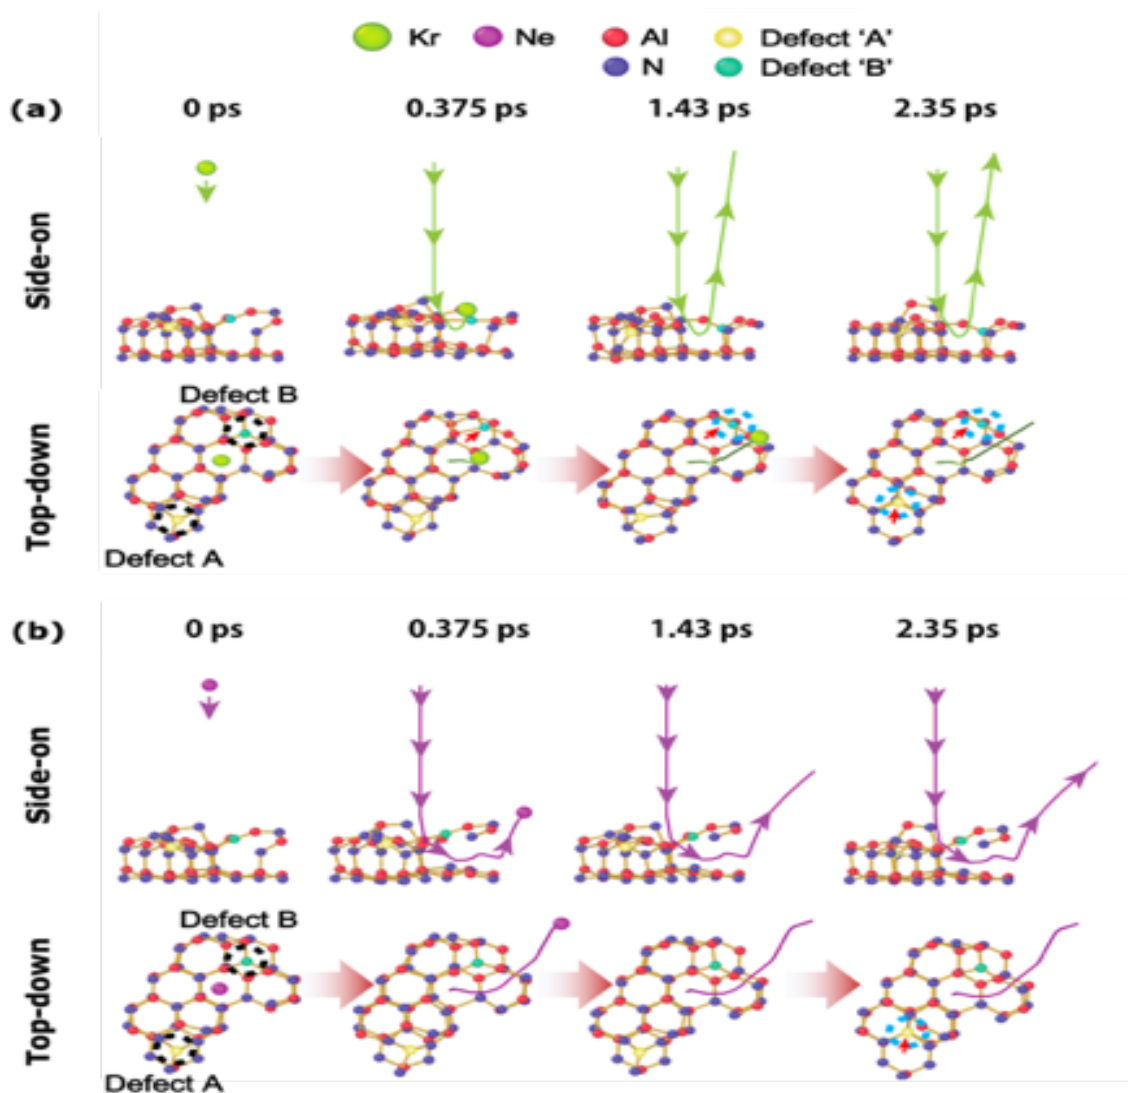 Kr Ne Al Defect 'A'
N Defect 'B'
(a) 0 ps 0.375 ps 1.43 ps 2.35 ps
Side-on
Defect B
Top-down
Defect A
(b) 0 ps 0.375 ps 1.43 ps 2.35 ps
Side-on
Defect B
Top-down
Defect A